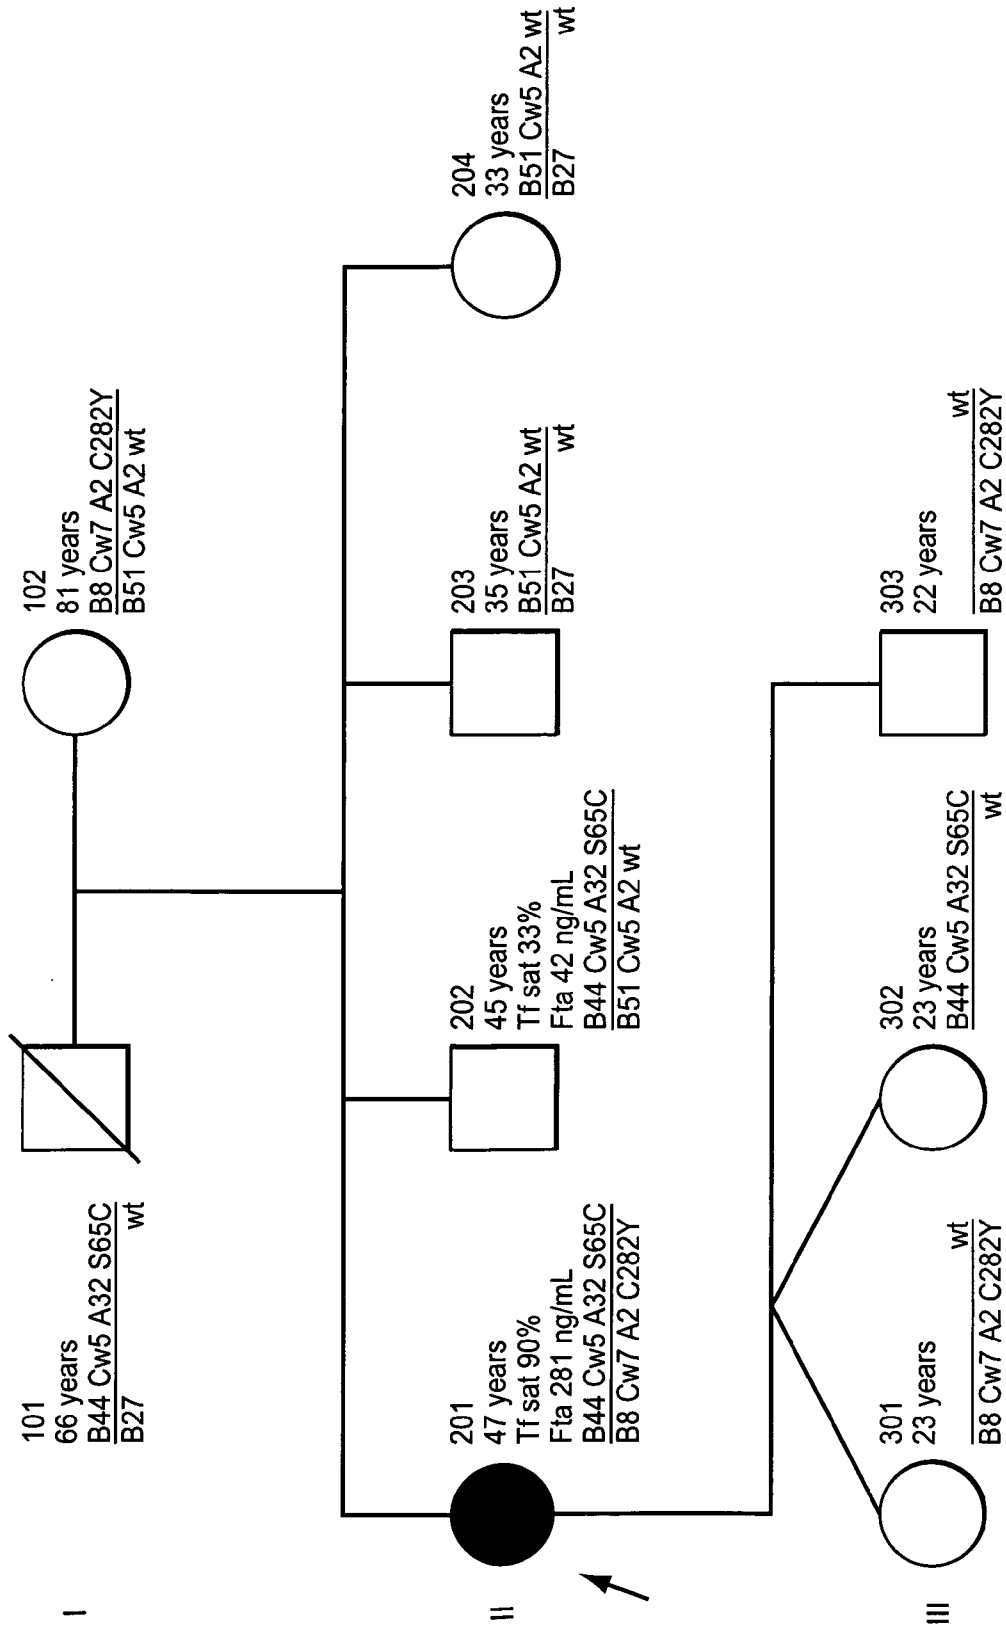 I
101
66 years
B44 Cw5 A32 S65C
B27 wt
102
81 years
B8 Cw7 A2 C282Y
B51 Cw5 A2 wt
II
201
47 years
Tf sat 90%
Fta 281 ng/mL
B44 Cw5 A32 S65C
B8 Cw7 A2 C282Y
202
45 years
Tf sat 33%
Fta 42 ng/mL
B44 Cw5 A32 S65C
B51 Cw5 A2 wt
203
35 years
B51 Cw5 A2 wt
B27 wt
204
33 years
B51 Cw5 A2 wt
B27 wt
III
301
23 years
wt
B8 Cw7 A2 C282Y
302
23 years
B44 Cw5 A32 S65C
wt
303
22 years
wt
B8 Cw7 A2 C282Y